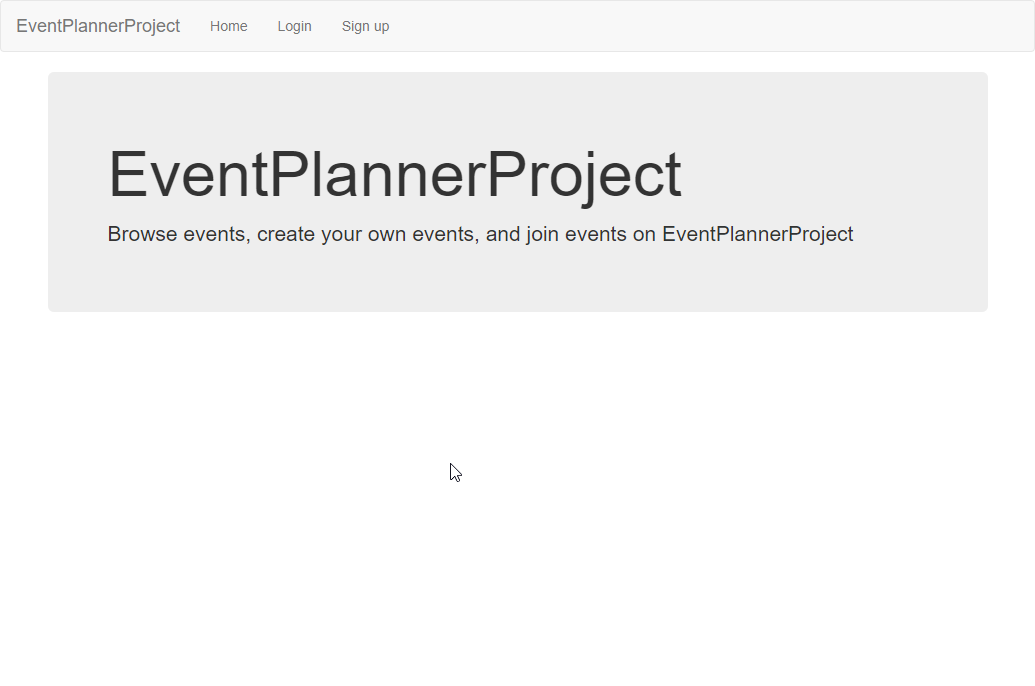 EventPlannerProject Home Login Sign up
EventPlannerProject
Browse events, create your own events, and join events on EventPlannerProject